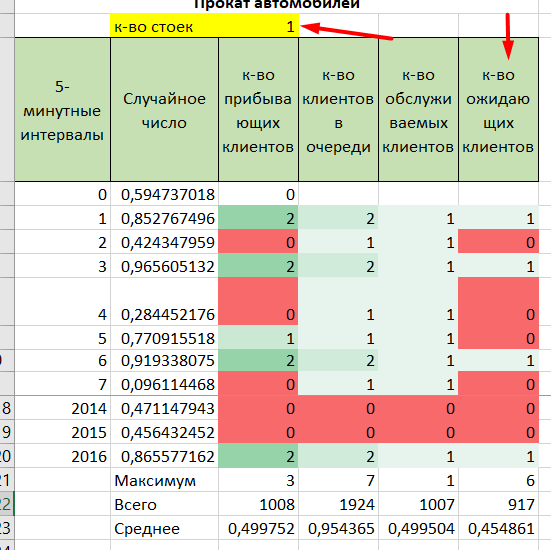 Прокат автомобилей
к-во стоек 1
5-минутные интервалы Случайное число к-во прибывающих клиентов к-во клиентов в очереди к-во обслуживаемых клиентов к-во ожидающих клиентов
0 0,594737018 0
1 0,852767496 2 2 1 1
2 0,424347959 0 1 1 0
3 0,965605132 2 2 1 1
4 0,284452176 0 1 1 0
5 0,770915518 1 1 1 0
6 0,919338075 2 2 1 1
7 0,096114468 0 1 1 0
18 2014 0,471147943 0 0 0 0
19 2015 0,456432452 0 0 0 0
20 2016 0,865577162 2 2 1 1
21 Максимум 3 7 1 6
22 Всего 1008 1924 1007 917
23 Среднее 0,499752 0,954365 0,499504 0,454861